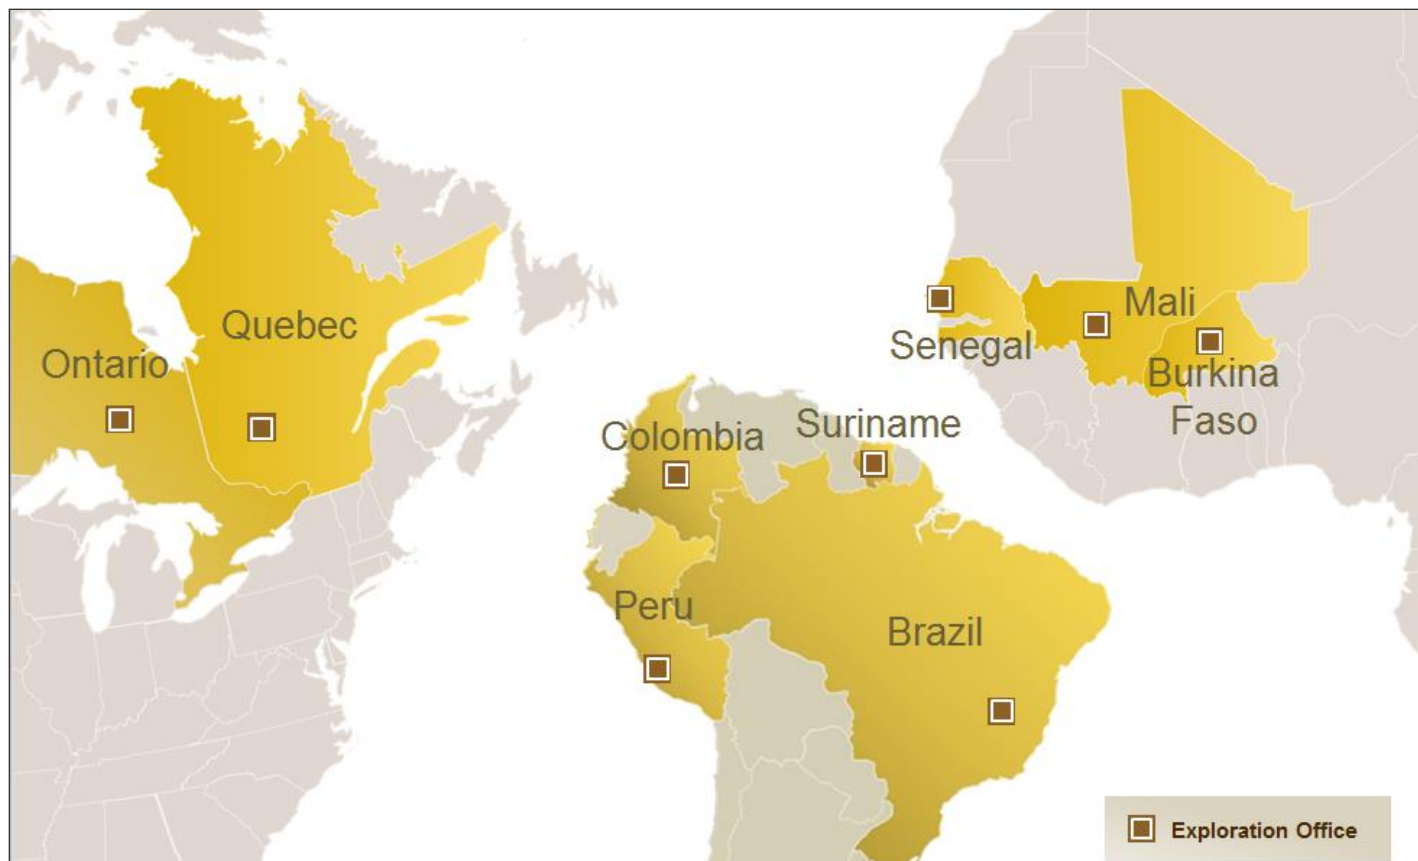 Quebec
Ontario
Mali
Senegal
Burkina
Faso
Colombia
Suriname
Peru
Brazil
Exploration Office